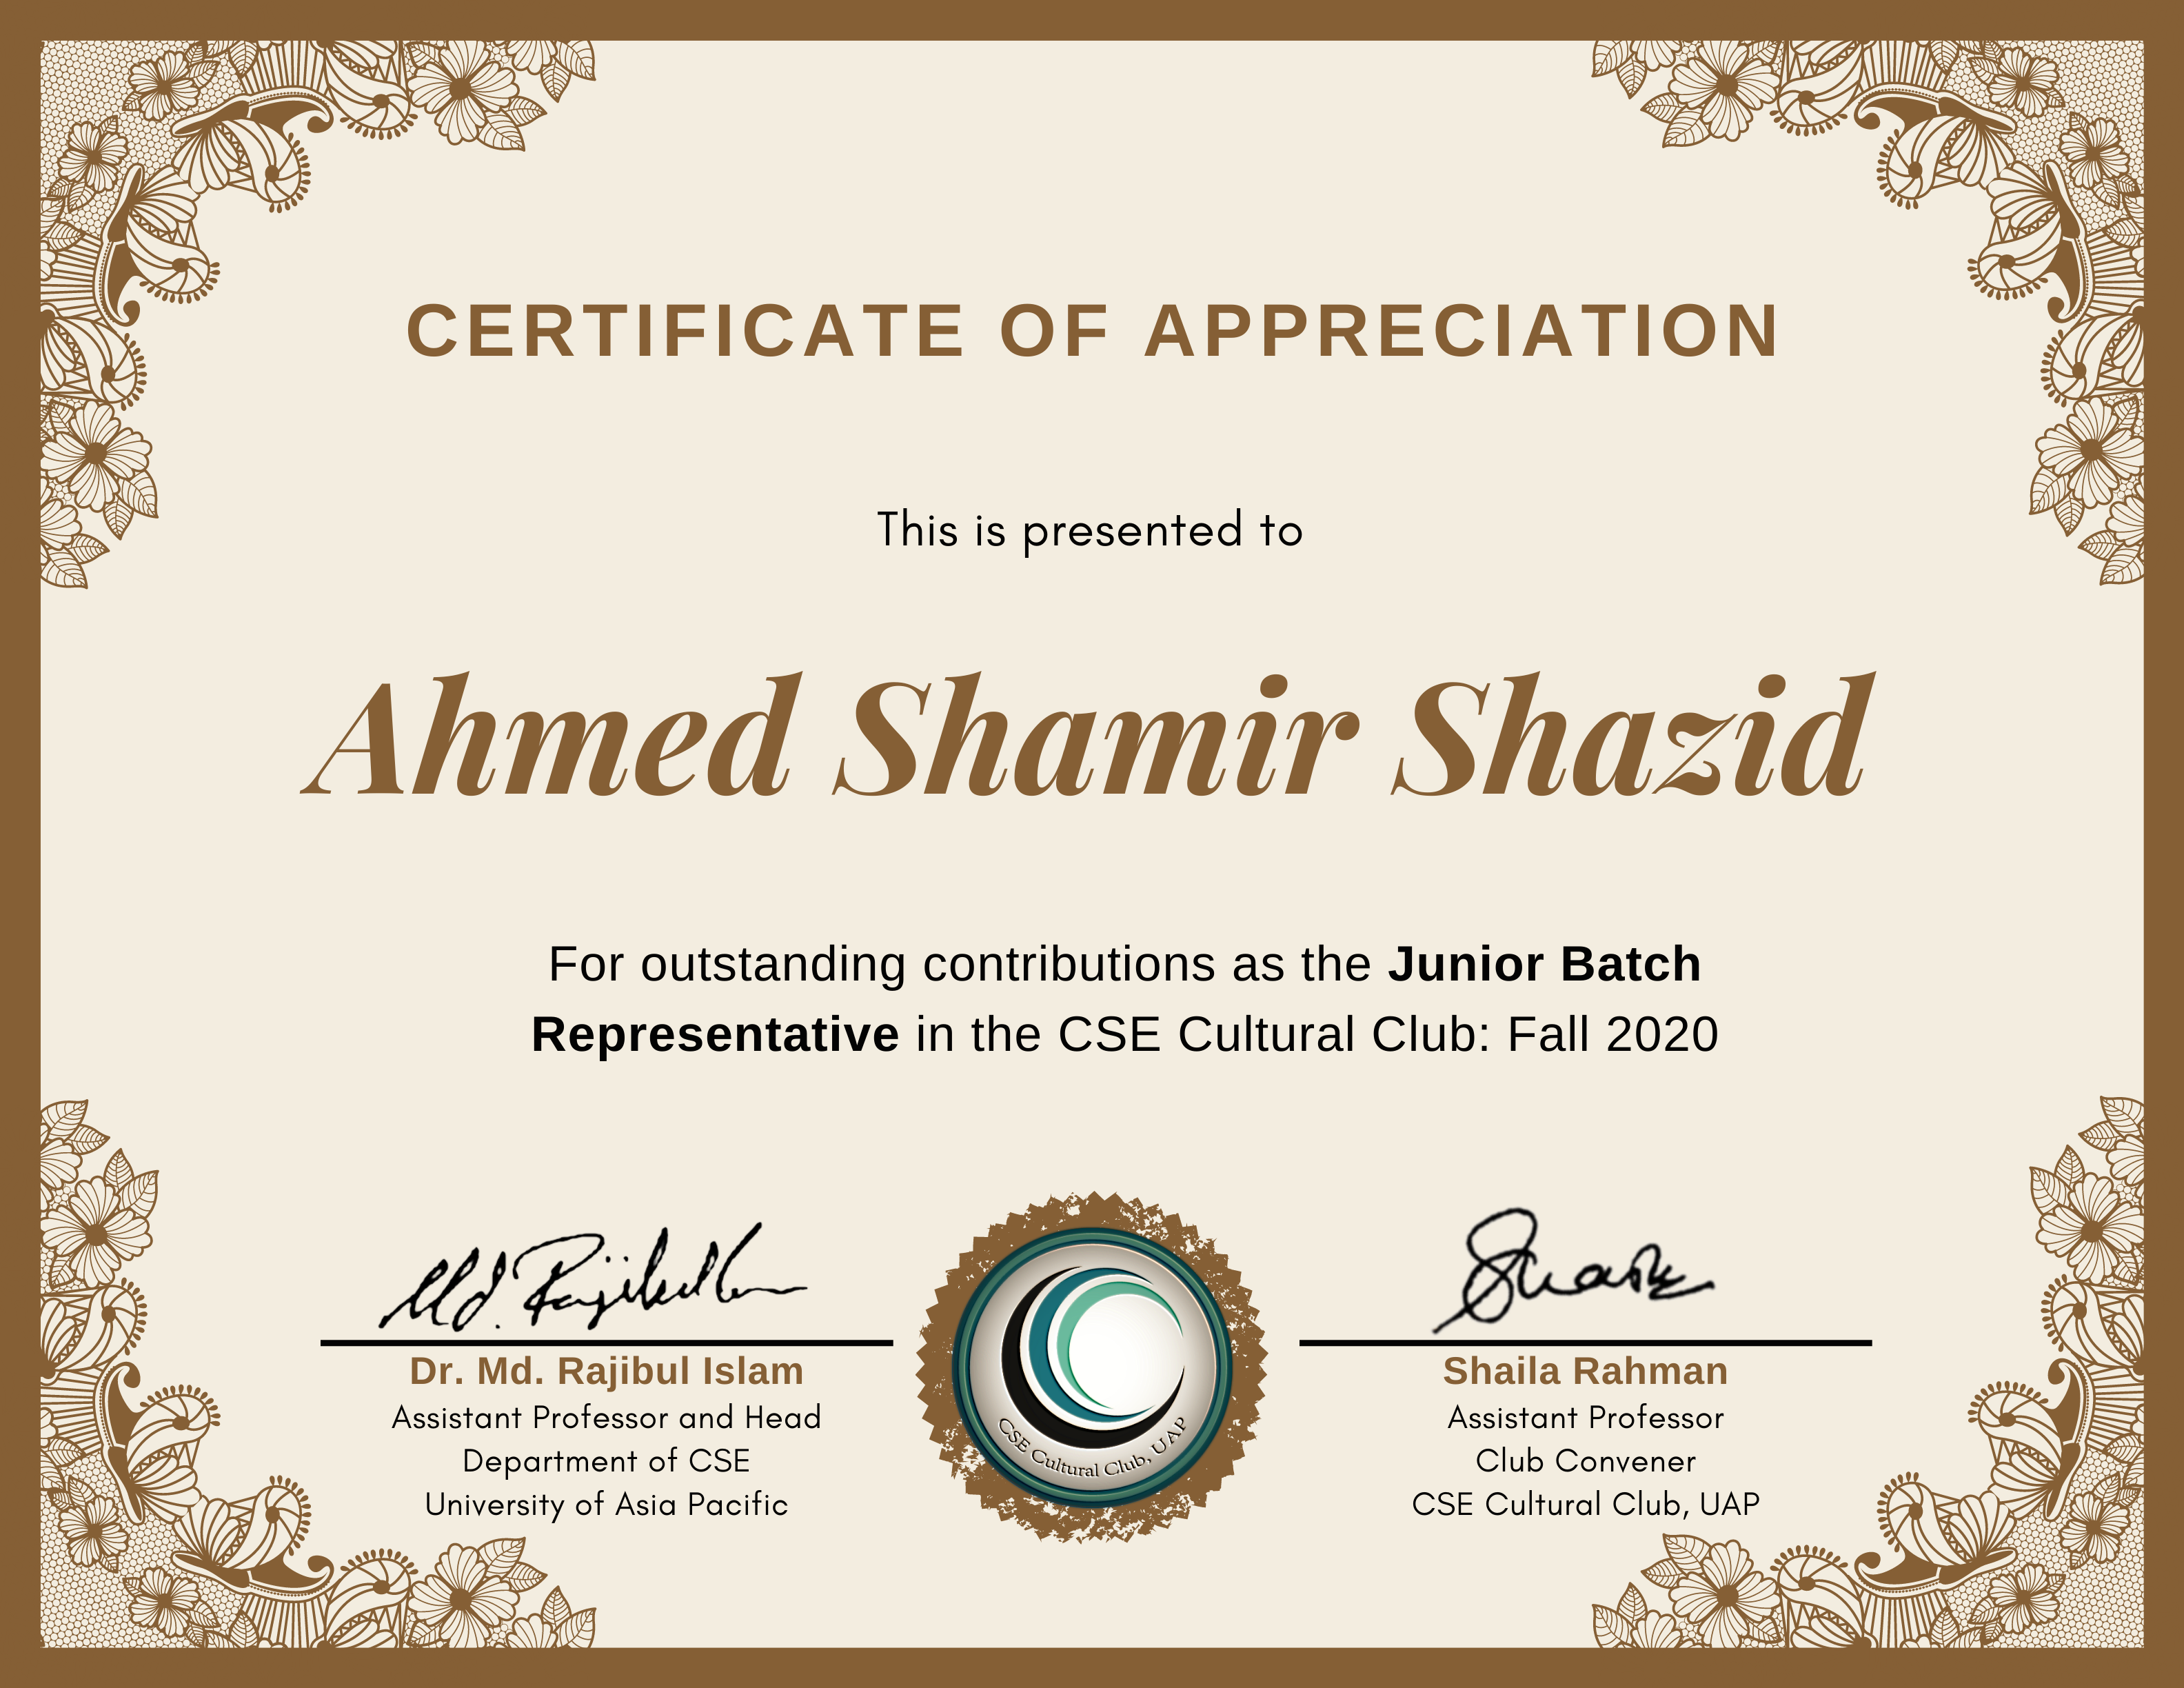 CERTIFICATE OF APPRECIATION
This is presented to
Ahmed Shamir Shazid
For outstanding contributions as the Junior Batch
Representative in the CSE Cultural Club: Fall 2020
Md. Rajibul
Dr. Md. Rajibul Islam
Assistant Professor and Head
Department of CSE
University of Asia Pacific
CSE Cultural Club, UAP
Shaila Rahman
Assistant Professor
Club Convener
CSE Cultural Club, UAP